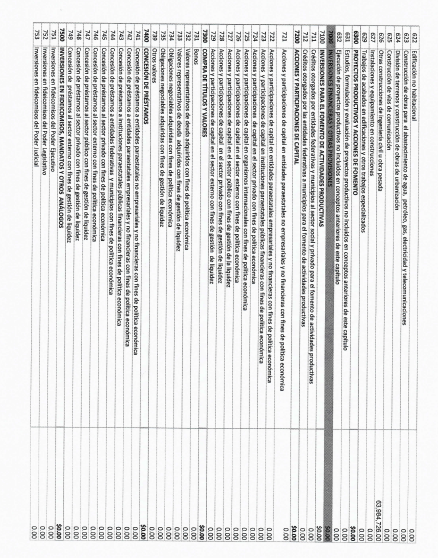 622 Edificación no habitacional 0.00
623 Construcción de obras para el abastecimiento de agua, petróleo, gas, electricidad y telecomunicaciones 0.00
624 División de terrenos y construcción de obras de urbanización 0.00
625 Construcción de vías de comunicación 0.00
626 Otras construcciones de ingeniería civil u obra pesada
627 Instalaciones y equipamiento en construcciones 0.00
629 Trabajos de acabados en edificaciones y otros trabajos especializados 0.00
6300 PROYECTOS PRODUCTIVOS Y ACCIONES DE FOMENTO $0.00
631 Estudios, formulación y evaluación de proyectos productivos no incluidos en conceptos anteriores de este capítulo 0.00
632 Ejecución de proyectos productivos no incluidos en conceptos anteriores de este capítulo 0.00
7000 INVERSIONES FINANCIERAS Y OTRAS PROVISIONES $0.00
7100 INVERSIONES PARA EL FOMENTO DE ACTIVIDADES PRODUCTIVAS $0.00
711 Créditos otorgados por entidades federativas y municipios al sector social y privado para el fomento de actividades productivas 0.00
712 Créditos otorgados por las entidades federativas a municipios para el fomento de actividades productivas 0.00
7200 ACCIONES Y PARTICIPACIONES DE CAPITAL $0.00
721 Acciones y participaciones de capital en entidades paraestatales no empresariales y no financieras con fines de política económica 0.00
722 Acciones y participaciones de capital en entidades paraestatales empresariales y no financieras con fines de política económica 0.00
723 Acciones y participaciones de capital en instituciones paraestatales públicas financieras con fines de política económica 0.00
724 Acciones y participaciones de capital en el sector privado con fines de política económica 0.00
725 Acciones y participaciones de capital en organismos internacionales con fines de política económica 0.00
726 Acciones y participaciones de capital en el sector externo con fines de política económica 0.00
727 Acciones y participaciones de capital en el sector público con fines de gestión de la liquidez 0.00
728 Acciones y participaciones de capital en el sector privado con fines de gestión de liquidez 0.00
729 Acciones y participaciones de capital en el sector externo con fines de gestión de liquidez 0.00
7300 COMPRA DE TÍTULOS Y VALORES $0.00
731 Bonos 0.00
732 Valores representativos de deuda adquiridos con fines de política económica 0.00
733 Valores representativos de deuda adquiridos con fines de gestión de liquidez 0.00
734 Obligaciones negociables adquiridas con fines de política económica 0.00
735 Obligaciones negociables adquiridas con fines de gestión de liquidez 0.00
739 Otros valores 0.00
7400 CONCESIÓN DE PRÉSTAMOS $0.00
741 Concesión de préstamos a entidades paraestatales no empresariales y no financieras con fines de política económica 0.00
742 Concesión de préstamos a entidades paraestatales empresariales y no financieras con fines de política económica 0.00
743 Concesión de préstamos a instituciones paraestatales públicas financieras con fines de política económica 0.00
744 Concesión de préstamos a entidades federativas y municipios con fines de política económica 0.00
745 Concesión de préstamos al sector privado con fines de política económica 0.00
746 Concesión de préstamos al sector externo con fines de política económica 0.00
747 Concesión de préstamos al sector público con fines de gestión de liquidez 0.00
748 Concesión de préstamos al sector privado con fines de gestión de liquidez 0.00
749 Concesión de préstamos al sector externo con fines de gestión de liquidez 0.00
7500 INVERSIONES EN FIDEICOMISOS, MANDATOS Y OTROS ANÁLOGOS $0.00
751 Inversiones en fideicomisos del Poder Ejecutivo 0.00
752 Inversiones en fideicomisos del Poder Legislativo 0.00
753 Inversiones en fideicomisos del Poder Judicial 0.00